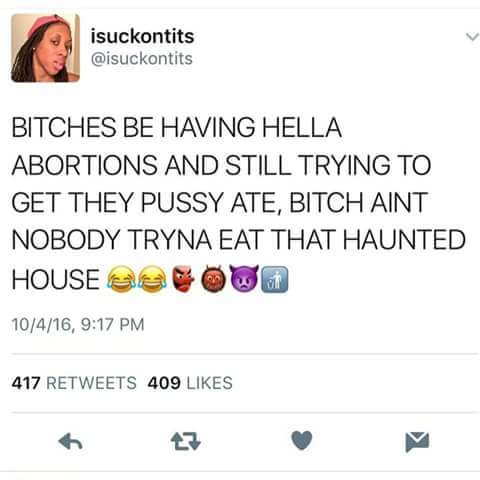 isuckontits
@isuckontits
BITCHES BE HAVING HELLA
ABORTIONS AND STILL TRYING TO
GET THEY PUSSY ATE, BITCH AINT
NOBODY TRYNA EAT THAT HAUNTED
HOUSE 😂😂👺👹😈🚮
10/4/16, 9:17 PM
417 RETWEETS 409 LIKES